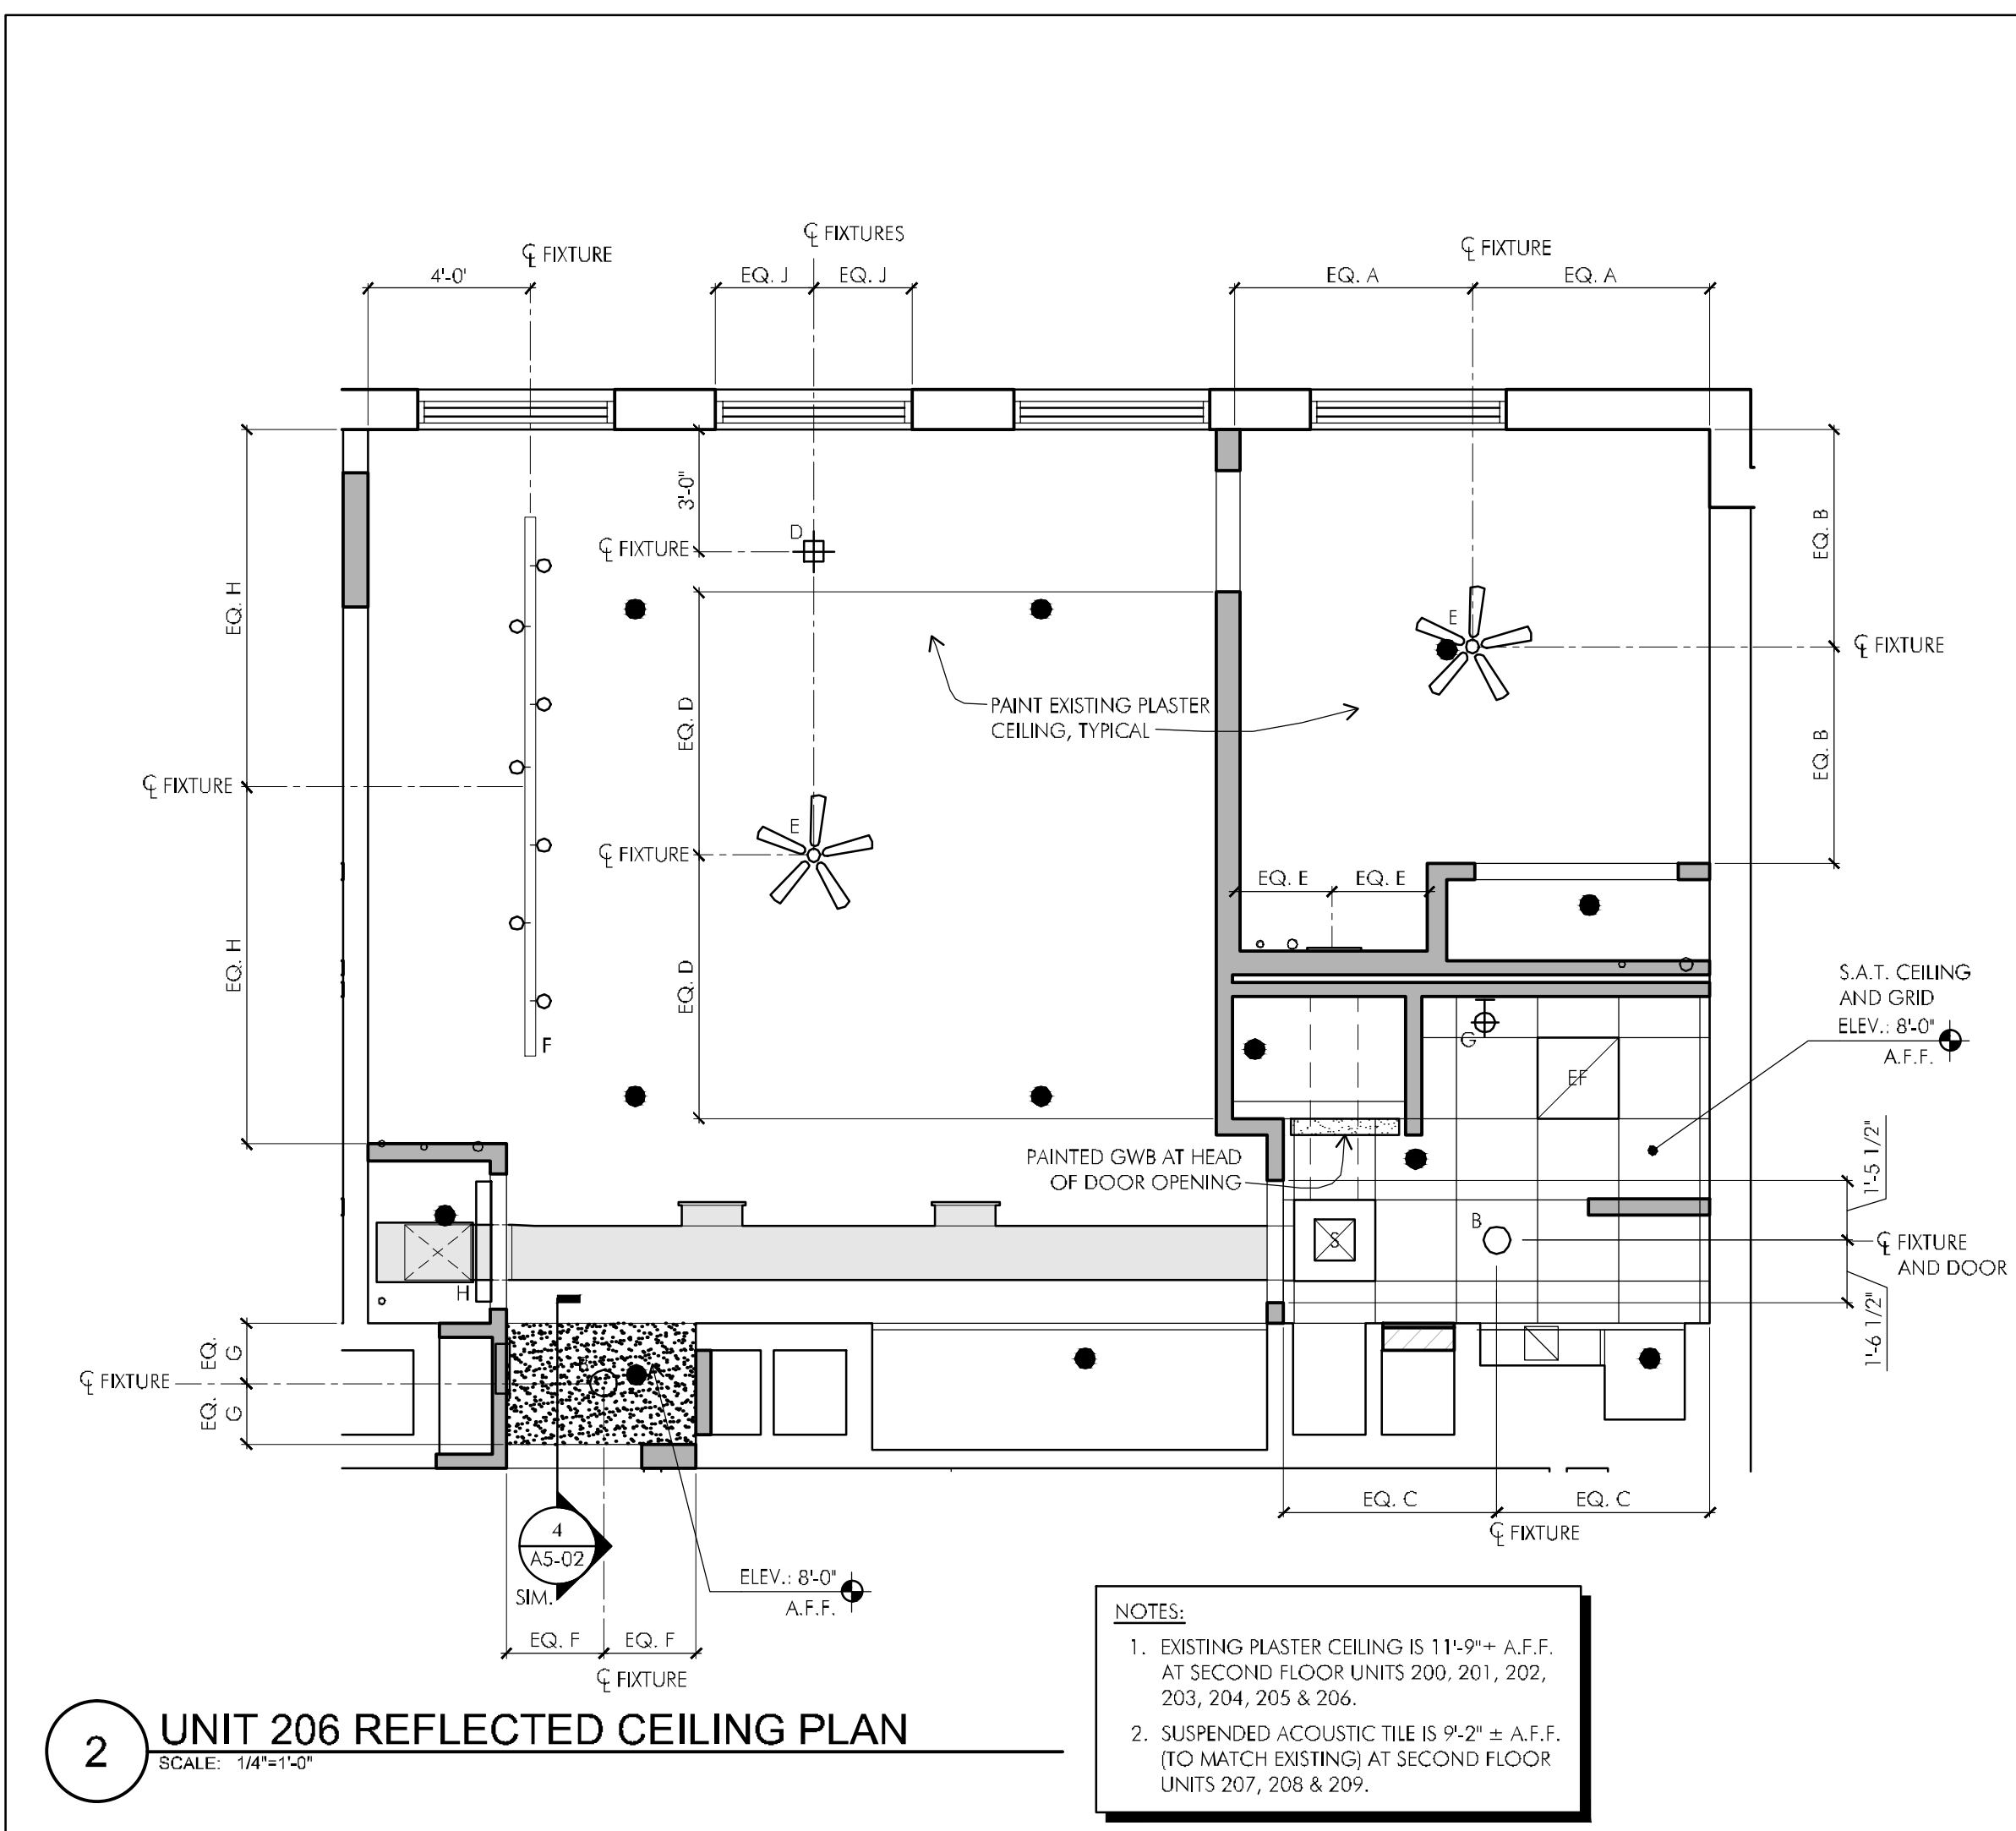 ℄ FIXTURES
℄ FIXTURE
℄ FIXTURE
4'-0'
EQ. J
EQ. J
EQ. A
EQ. A
3'-0"
D
℄ FIXTURE
EQ. B
EQ. H
E
℄ FIXTURE
EQ. D
PAINT EXISTING PLASTER
CEILING, TYPICAL
EQ. B
℄ FIXTURE
E
℄ FIXTURE
EQ. E
EQ. E
EQ. H
EQ. D
S.A.T. CEILING
AND GRID
ELEV.: 8'-0"
A.F.F.
F
G
EF
PAINTED GWB AT HEAD
OF DOOR OPENING
1'-5 1/2"
B
S
℄ FIXTURE
AND DOOR
H
1'-6 1/2"
EQ.
G
℄ FIXTURE
EQ.
G
B
EQ. C
EQ. C
℄ FIXTURE
4
A5-02
SIM.
ELEV.: 8'-0"
A.F.F.
EQ. F
EQ. F
℄ FIXTURE
NOTES:
1. EXISTING PLASTER CEILING IS 11'-9"+ A.F.F.
AT SECOND FLOOR UNITS 200, 201, 202,
203, 204, 205 & 206.
2. SUSPENDED ACOUSTIC TILE IS 9'-2" ± A.F.F.
(TO MATCH EXISTING) AT SECOND FLOOR
UNITS 207, 208 & 209.
2
UNIT 206 REFLECTED CEILING PLAN
SCALE: 1/4"=1'-0"